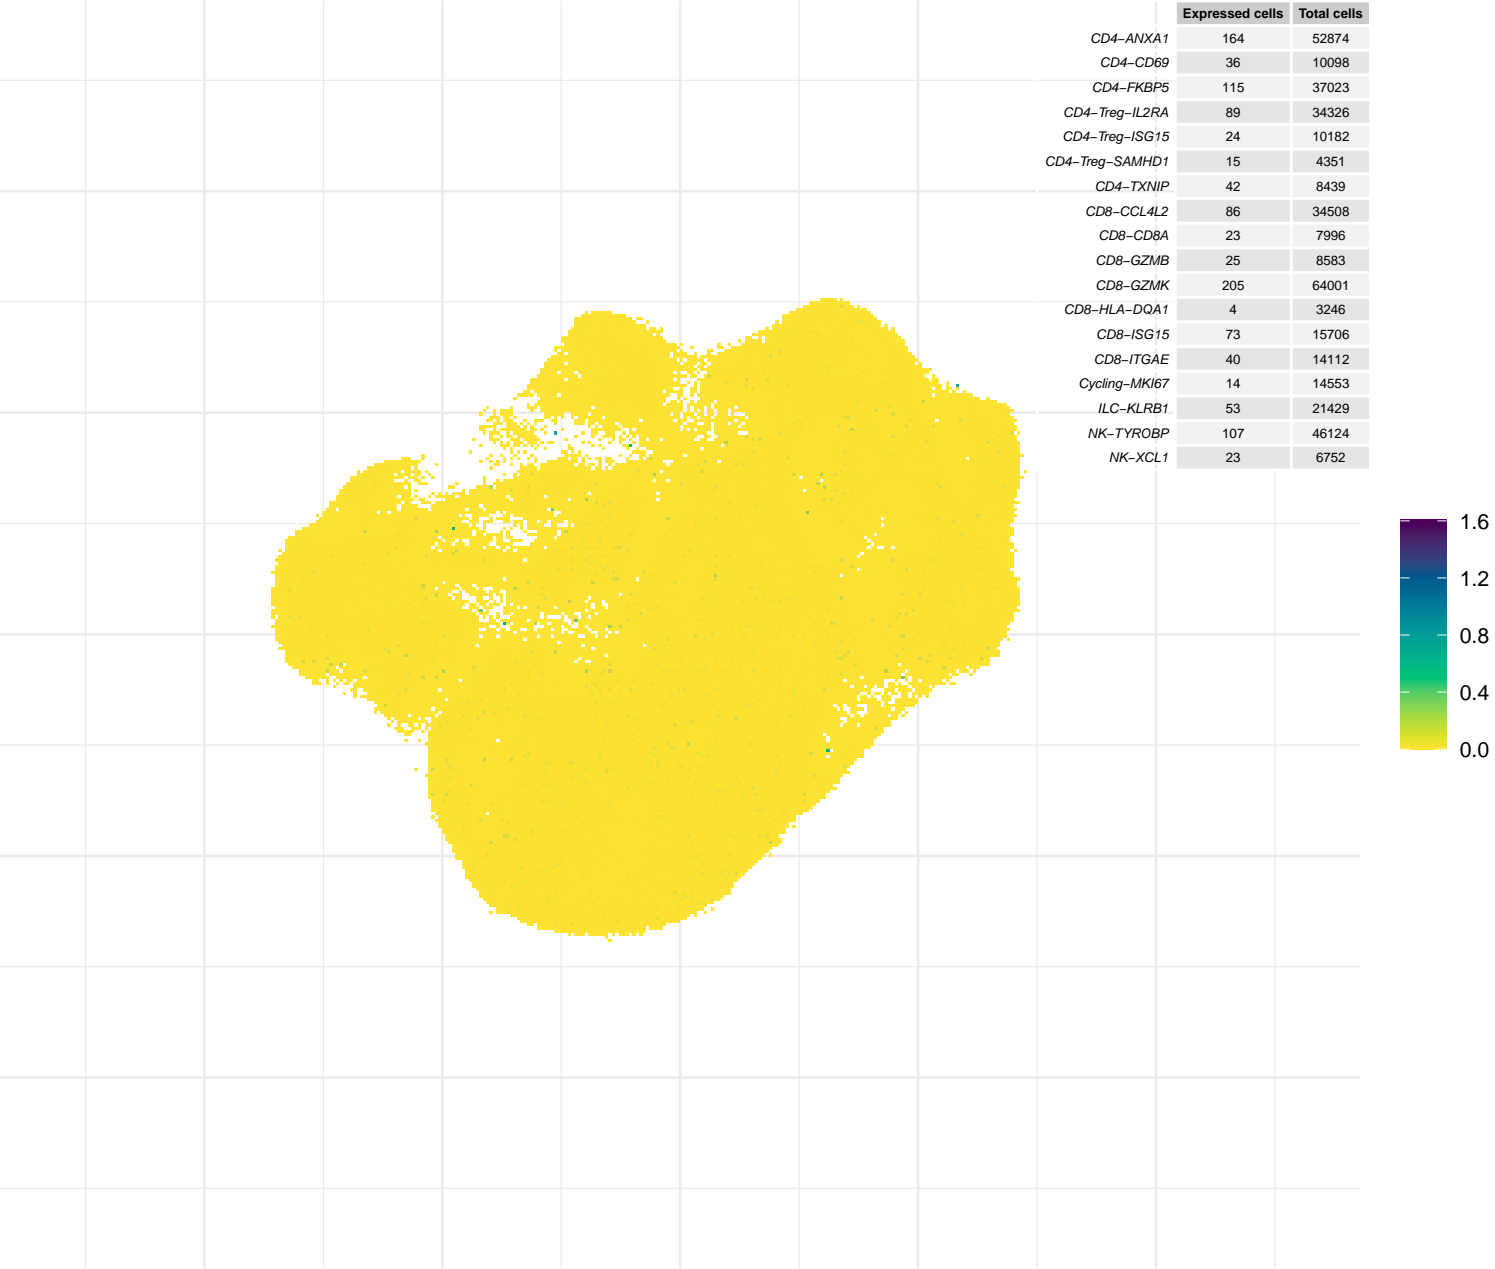 Expressed cells Total cells
CD4−ANXA1 164 52874
CD4−CD69 36 10098
CD4−FKBP5 115 37023
CD4−Treg−IL2RA 89 34326
CD4−Treg−ISG15 24 10182
CD4−Treg−SAMHD1 15 4351
CD4−TXNIP 42 8439
CD8−CCL4L2 86 34508
CD8−CD8A 23 7996
CD8−GZMB 25 8583
CD8−GZMK 205 64001
CD8−HLA−DQA1 4 3246
CD8−ISG15 73 15706
CD8−ITGAE 40 14112
Cycling−MKI67 14 14553
ILC−KLRB1 53 21429
NK−TYROBP 107 46124
NK−XCL1 23 6752
1.6
1.2
0.8
0.4
0.0